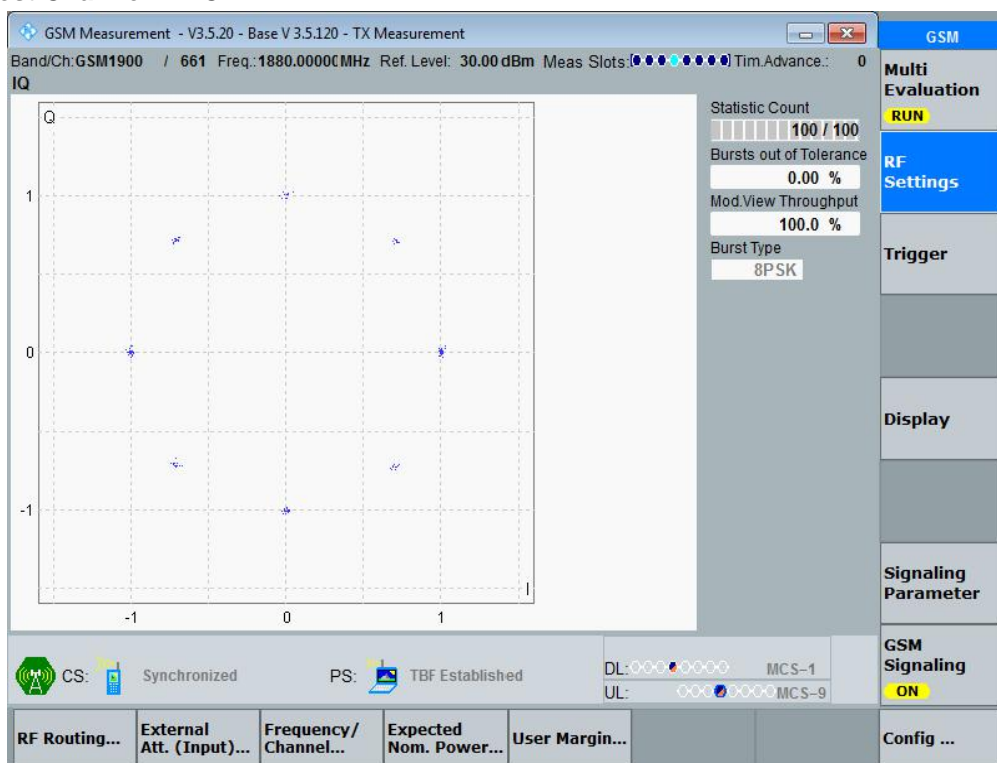 GSM Measurement - V3.5.20 - Base V 3.5.120 - TX Measurement
GSM
Band/Ch:GSM1900 / 661 Freq.:1880.00000MHz Ref. Level: 30.00 dBm Meas Slots: Tim.Advance.: 0
IQ
Multi
Evaluation
RUN
RF
Settings
Trigger
Display
Signaling
Parameter
GSM
Signaling
ON
Config ...
Statistic Count
100 / 100
Bursts out of Tolerance
0.00 %
Mod.View Throughput
100.0 %
Burst Type
8PSK
Q
1
0
-1
I
-1 0 1
CS: Synchronized PS: TBF Established
DL: MCS-1
UL: MCS-9
RF Routing...
External
Att. (Input)...
Frequency/
Channel...
Expected
Nom. Power...
User Margin...